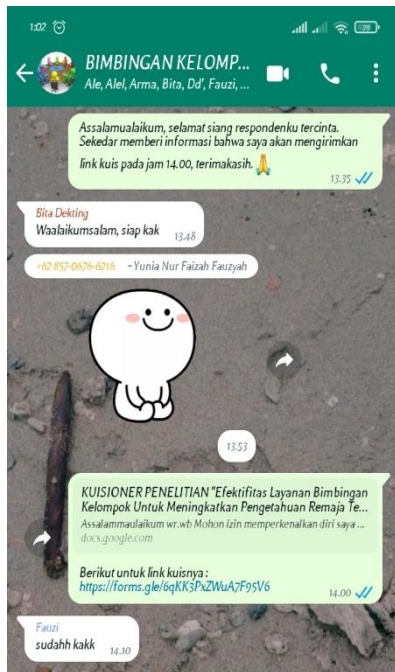 1:02
28
BIMBINGAN KELOMP...
Ale, Alel, Arma, Bita, Dd', Fauzi, ...
Assalamualaikum, selamat siang respondenku tercinta.
Sekedar memberi informasi bahwa saya akan mengirimkan
link kuis pada jam 14.00, terimakasih. 🙏
13.35
Bita Dekting
Waalaikumsalam, siap kak
13.48
+62 857-0626-6216 ~Yunia Nur Faizah Fauzyah
13.53
KUISIONER PENELITIAN "Efektifitas Layanan Bimbingan
Kelompok Untuk Meningkatkan Pengetahuan Remaja Te...
Assalammaulaikum wr.wb Mohon izin memperkenalkan diri saya ...
docs.google.com
Berikut untuk link kuisnya :
https://forms.gle/6qKK3PxZWuA7F95V6
14.00
Fauzi
sudahh kakk
14.10